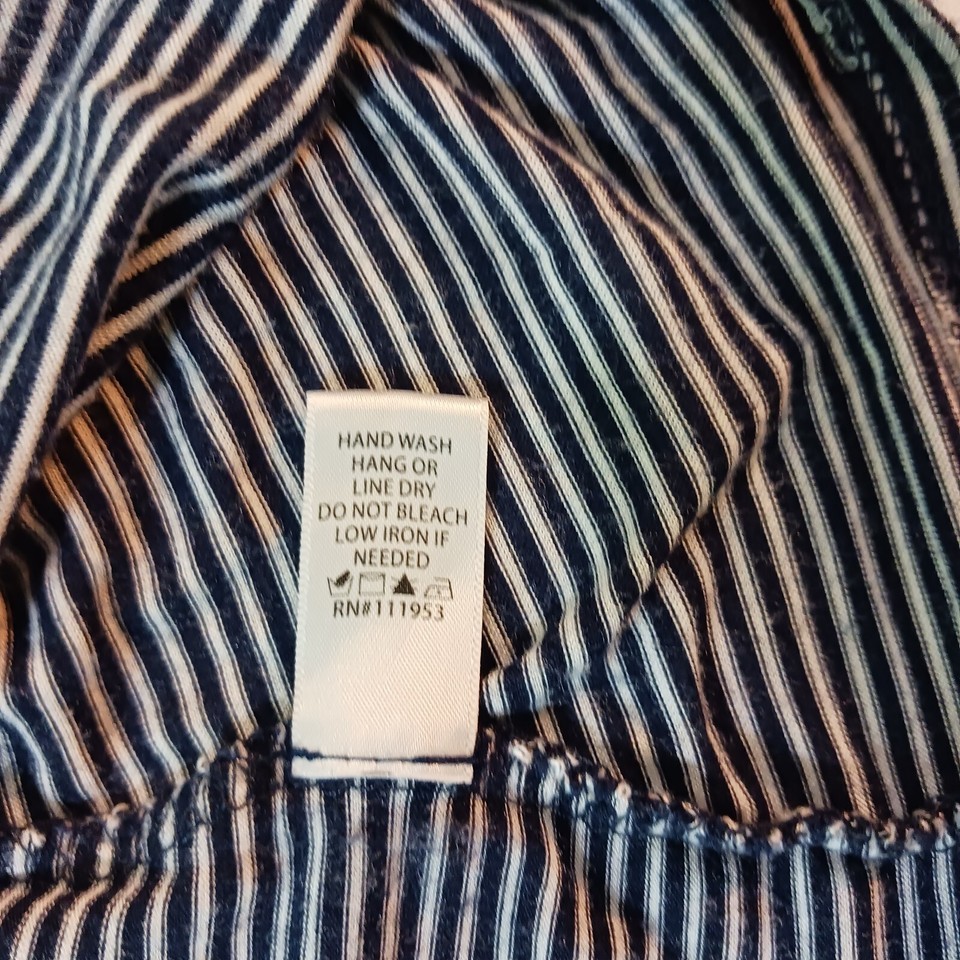 HAND WASH
HANG OR
LINE DRY
DO NOT BLEACH
LOW IRON IF
NEEDED
RN#111953